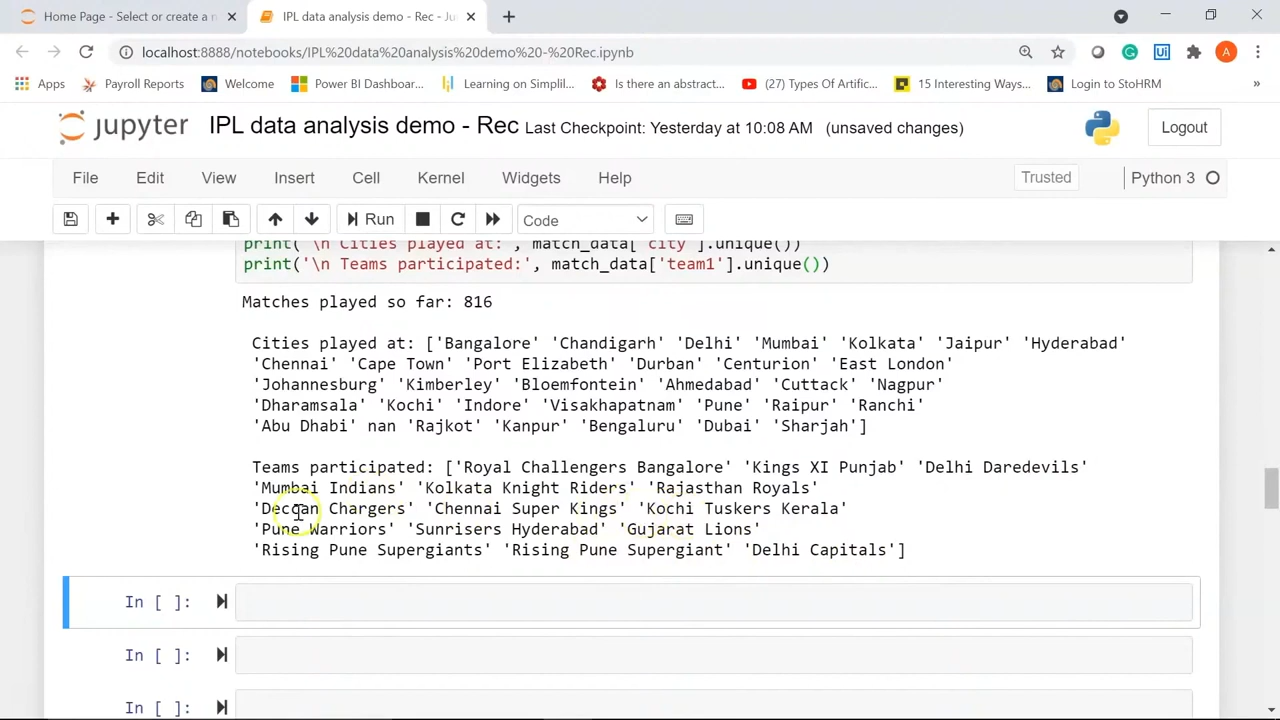 Home Page - Select or create a n
IPL data analysis demo - Rec - Ju
localhost:8888/notebooks/IPL%20data%20analysis%20demo%20-%20Rec.ipynb
A
Apps
Payroll Reports
Welcome
Power BI Dashboar...
Learning on Simplil...
Is there an abstract...
(27) Types Of Artific...
15 Interesting Ways...
Login to StoHRM
»
jupyter
IPL data analysis demo - Rec Last Checkpoint: Yesterday at 10:08 AM (unsaved changes)
Logout
File Edit View Insert Cell Kernel Widgets Help
Trusted
Python 3
Run
Code
print( '\n Cities played at:', match_data['city'].unique())
print('\n Teams participated:', match_data['team1'].unique())
Matches played so far: 816
Cities played at: ['Bangalore' 'Chandigarh' 'Delhi' 'Mumbai' 'Kolkata' 'Jaipur' 'Hyderabad'
'Chennai' 'Cape Town' 'Port Elizabeth' 'Durban' 'Centurion' 'East London'
'Johannesburg' 'Kimberley' 'Bloemfontein' 'Ahmedabad' 'Cuttack' 'Nagpur'
'Dharamsala' 'Kochi' 'Indore' 'Visakhapatnam' 'Pune' 'Raipur' 'Ranchi'
'Abu Dhabi' nan 'Rajkot' 'Kanpur' 'Bengaluru' 'Dubai' 'Sharjah']
Teams participated: ['Royal Challengers Bangalore' 'Kings XI Punjab' 'Delhi Daredevils'
'Mumbai Indians' 'Kolkata Knight Riders' 'Rajasthan Royals'
'Deccan Chargers' 'Chennai Super Kings' 'Kochi Tuskers Kerala'
'Pune Warriors' 'Sunrisers Hyderabad' 'Gujarat Lions'
'Rising Pune Supergiants' 'Rising Pune Supergiant' 'Delhi Capitals']
In [ ]:
In [ ]:
In [ ]: